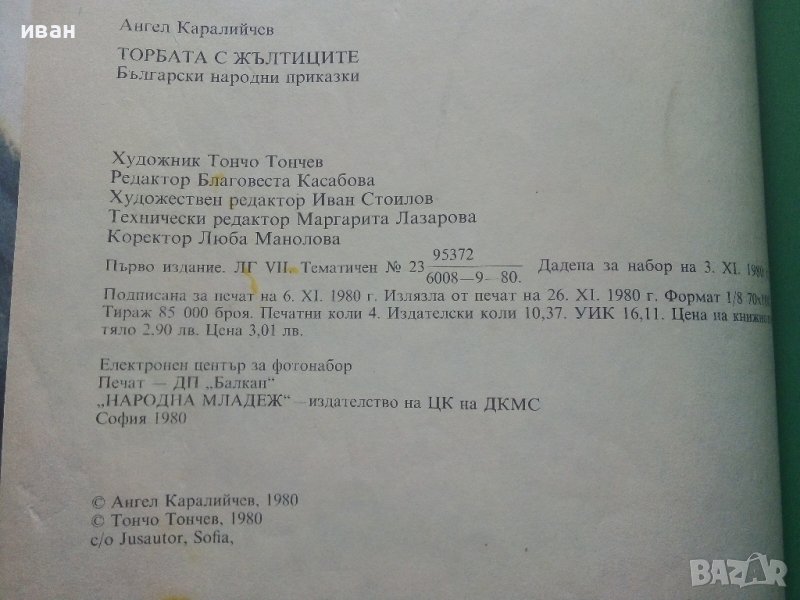 иван
Ангел Каралийчев
ТОРБАТА С ЖЪЛТИЦИТЕ
Български народни приказки
Художник Тончо Тончев
Редактор Благовеста Касабова
Художествен редактор Иван Стоилов
Технически редактор Маргарита Лазарова
Коректор Люба Манолова
Първо издание. ЛГ VII. Тематичен № 23 95372 / 6008—9— 80. Дадена за набор на 3. XI. 1980
Подписана за печат на 6. XI. 1980 г. Излязла от печат на 26. XI. 1980 г. Формат 1/8
Тираж 85 000 броя. Печатни коли 4. Издателски коли 10,37. УИК 16,11. Цена на
тяло 2,90 лв. Цена 3,01 лв.
Електронен център за фотонабор
Печат — ДП „Балкан“
„НАРОДНА МЛАДЕЖ“ — издателство на ЦК на ДКМС
София 1980
© Ангел Каралийчев, 1980
© Тончо Тончев, 1980
c/o Jusautor, Sofia,
BAZAR